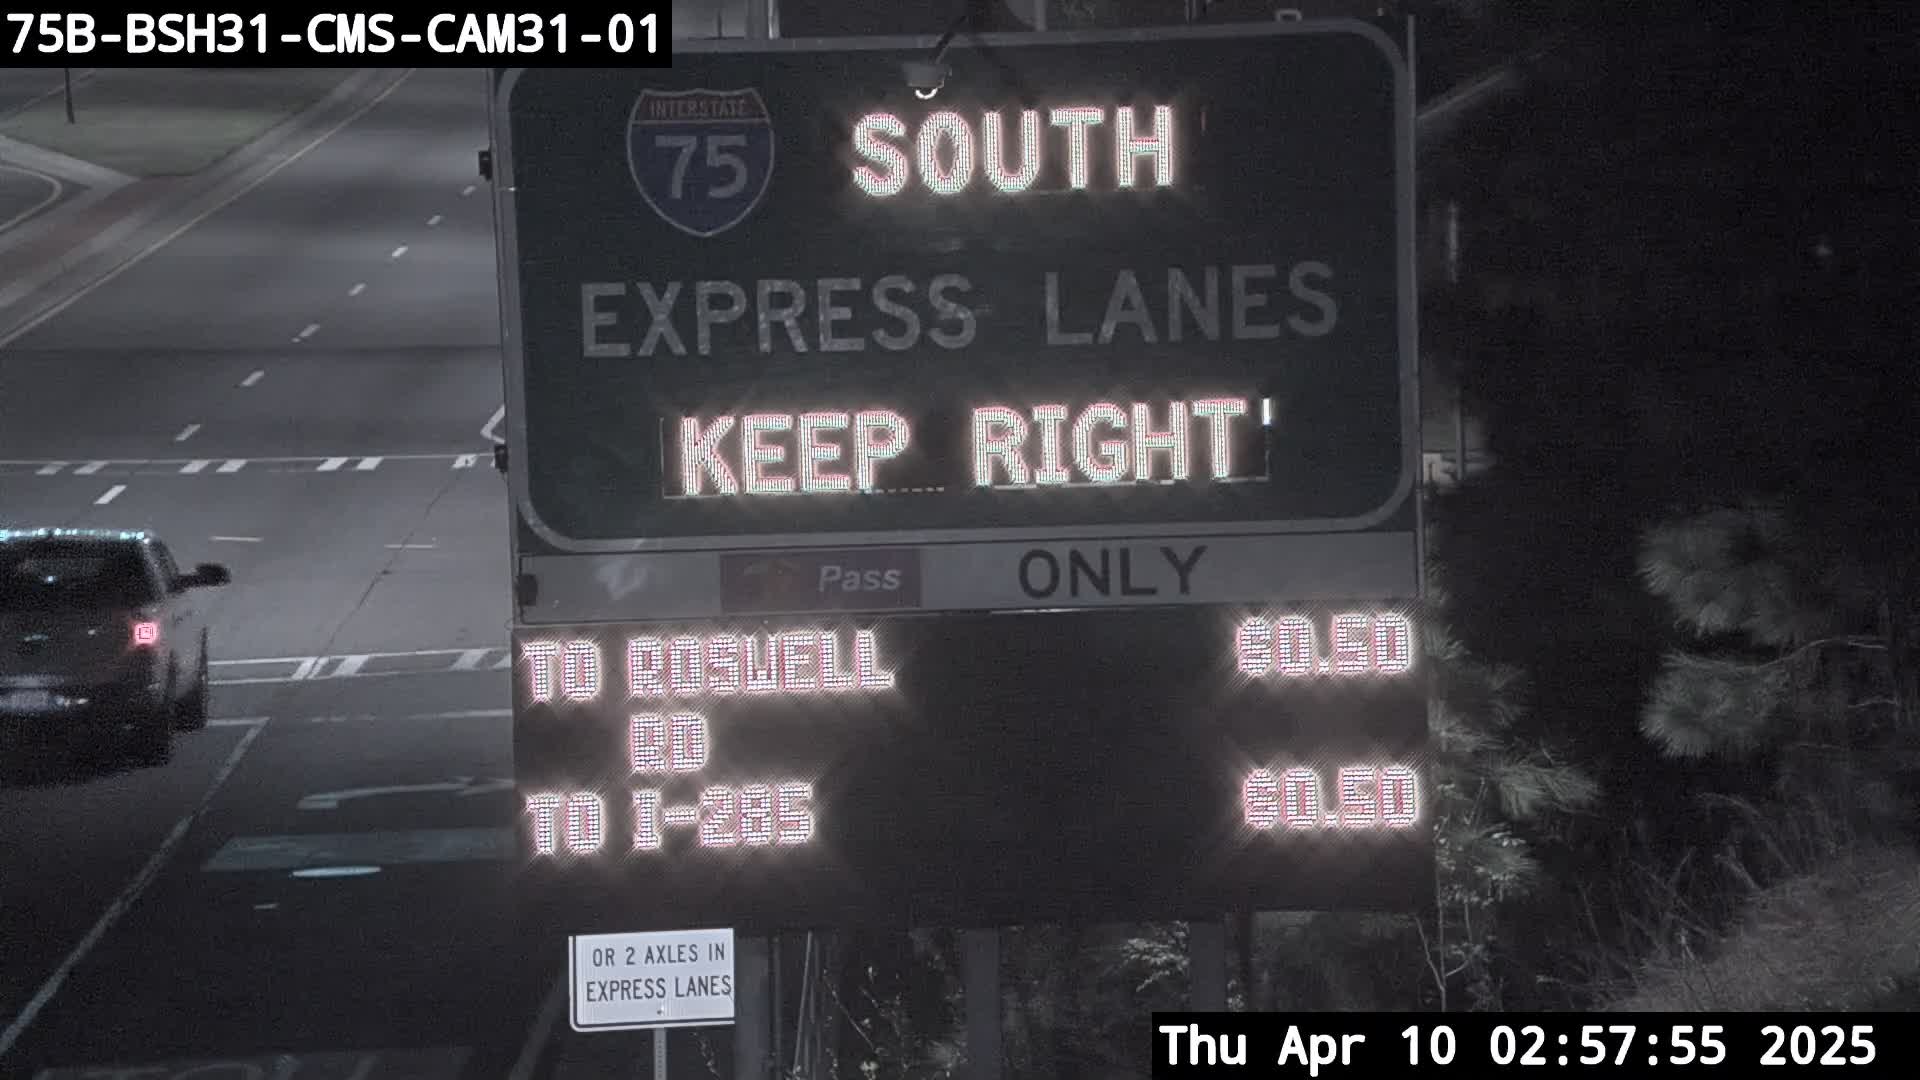 75B-BSH31-CMS-CAM31-01
INTERSTATE
75
SOUTH
EXPRESS LANES
KEEP RIGHT
Pass
ONLY
TO ROSWELL $0.50
RD
TO I-285 $0.50
OR 2 AXLES IN
EXPRESS LANES
Thu Apr 10 02:57:55 2025